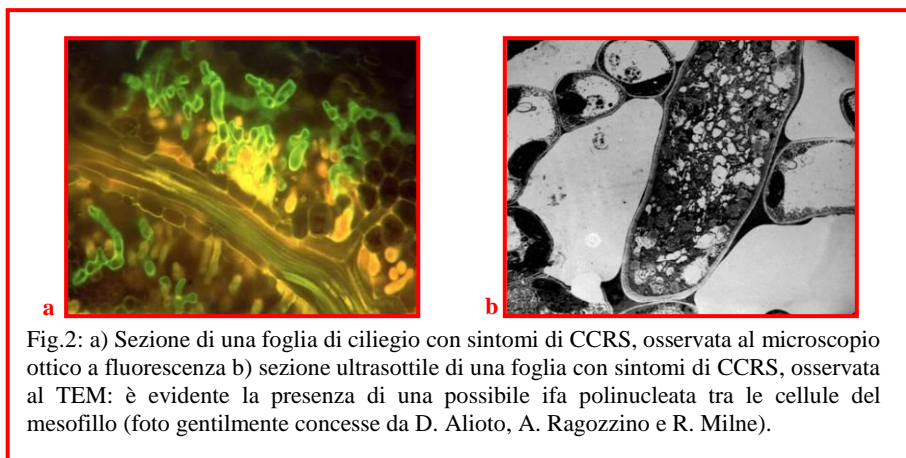 a
b
Fig.2: a) Sezione di una foglia di ciliegio con sintomi di CCRS, osservata al microscopio
ottico a fluorescenza b) sezione ultrasottile di una foglia con sintomi di CCRS, osservata
al TEM: è evidente la presenza di una possibile ifa polinucleata tra le cellule del
mesofillo (foto gentilmente concesse da D. Alioto, A. Ragozzino e R. Milne).